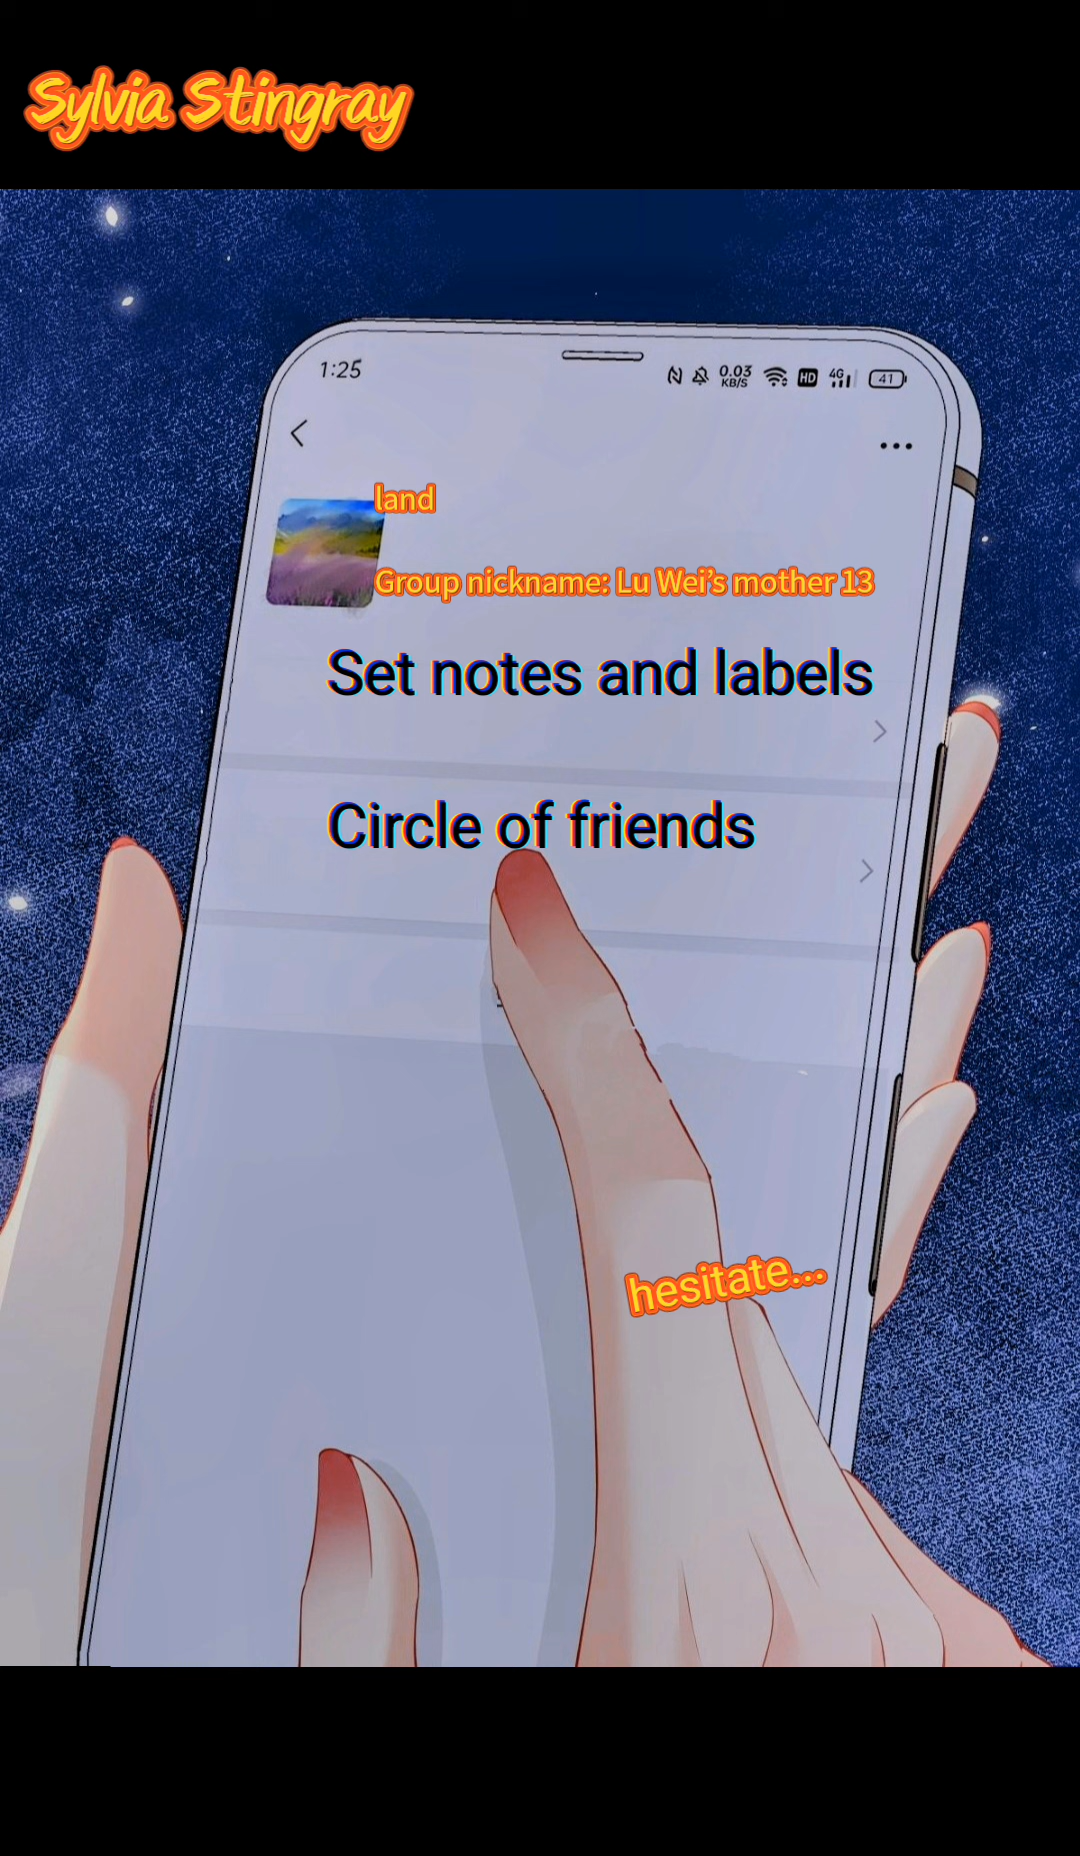 Sylvia Stingray
1:25
0.03
KB/S
HD
4G
41
land
Group nickname: Lu Wei's mother 13
Set notes and labels
Circle of friends
hesitate...